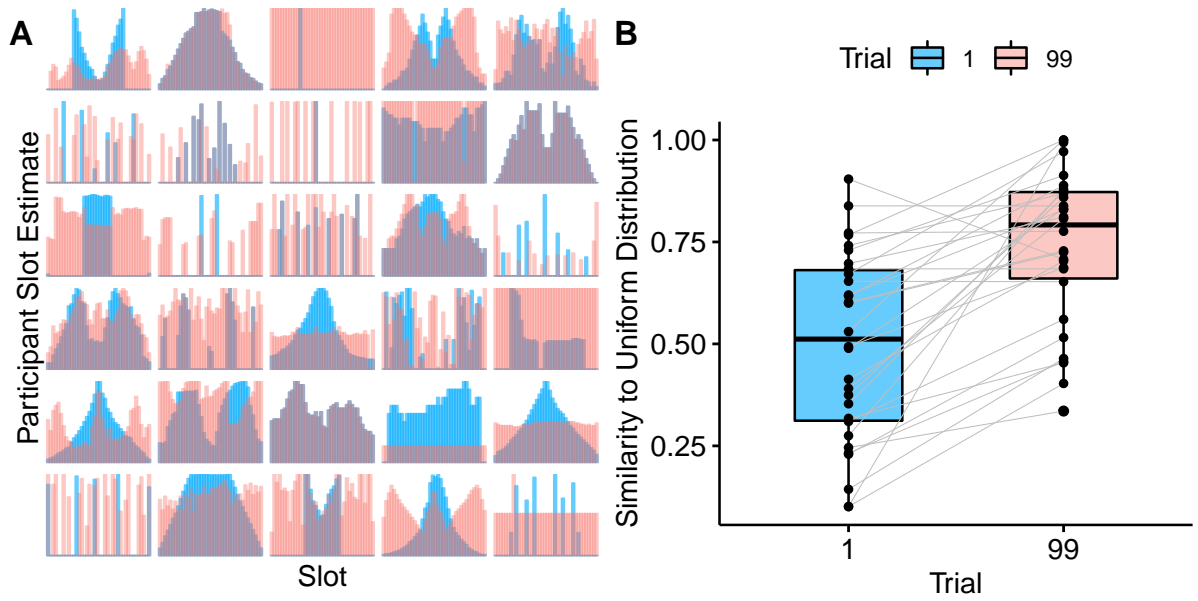 A
Participant Slot Estimate
Slot
B
Trial 1 99
Similarity to Uniform Distribution
1.00
0.75
0.50
0.25
1 99
Trial